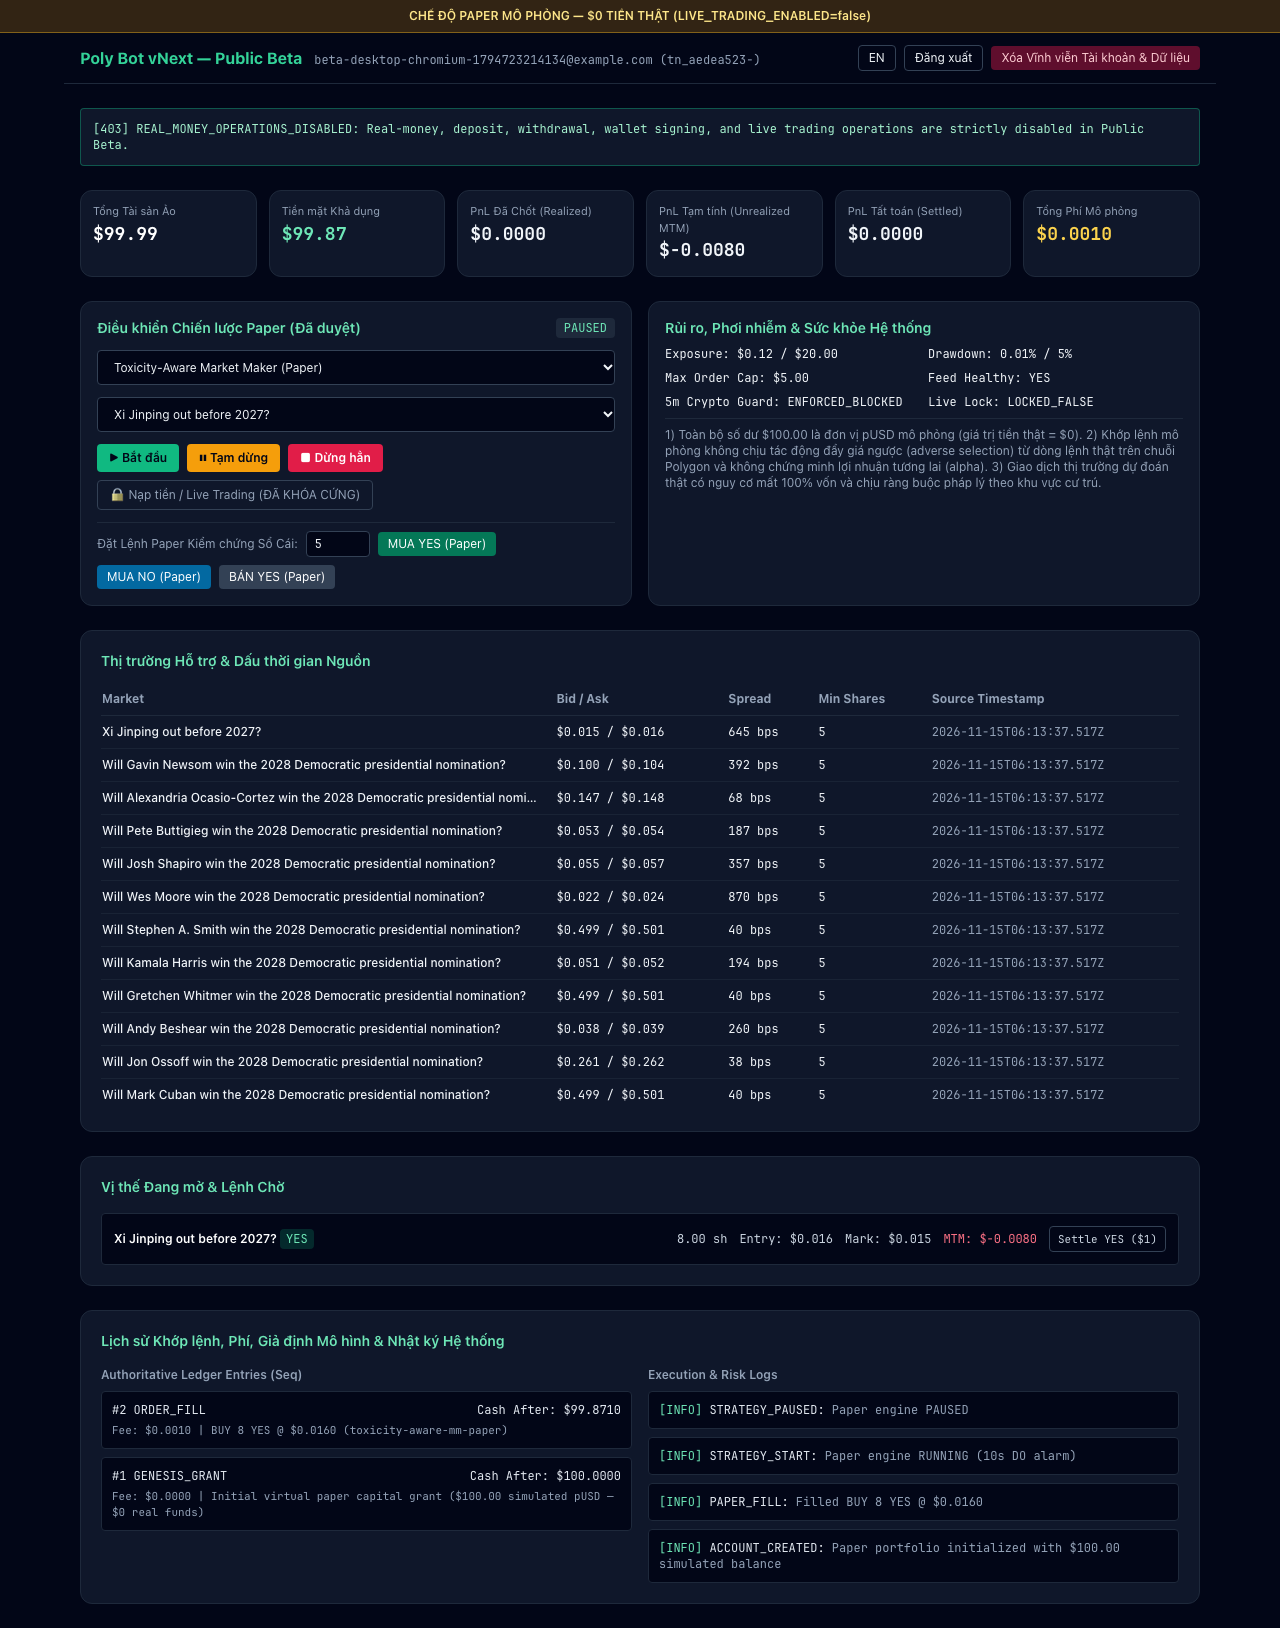 CHẾ ĐỘ PAPER MÔ PHỎNG — $0 TIỀN THẬT (LIVE_TRADING_ENABLED=false)
Poly Bot vNext — Public Beta beta-desktop-chromium-1794723214134@example.com (tn_aedea523-) EN Đăng xuất Xóa Vĩnh viễn Tài khoản & Dữ liệu
[403] REAL_MONEY_OPERATIONS_DISABLED: Real-money, deposit, withdrawal, wallet signing, and live trading operations are strictly disabled in Public
Beta.
Tổng Tài sản Ảo
$99.99
Tiền mặt Khả dụng
$99.87
PnL Đã Chốt (Realized)
$0.0000
PnL Tạm tính (Unrealized
MTM)
$-0.0080
PnL Tất toán (Settled)
$0.0000
Tổng Phí Mô phỏng
$0.0010
Điều khiển Chiến lược Paper (Đã duyệt) PAUSED
Toxicity-Aware Market Maker (Paper)
Xi Jinping out before 2027?
▶ Bắt đầu ⏸ Tạm dừng ⏹ Dừng hẳn
🔒 Nạp tiền / Live Trading (ĐÃ KHÓA CỨNG)
Đặt Lệnh Paper Kiểm chứng Sổ Cái: 5 MUA YES (Paper)
MUA NO (Paper) BÁN YES (Paper)
Rủi ro, Phơi nhiễm & Sức khỏe Hệ thống
Exposure: $0.12 / $20.00 Drawdown: 0.01% / 5%
Max Order Cap: $5.00 Feed Healthy: YES
5m Crypto Guard: ENFORCED_BLOCKED Live Lock: LOCKED_FALSE
1) Toàn bộ số dư $100.00 là đơn vị pUSD mô phỏng (giá trị tiền thật = $0). 2) Khớp lệnh mô
phỏng không chịu tác động đẩy giá ngược (adverse selection) từ dòng lệnh thật trên chuỗi
Polygon và không chứng minh lợi nhuận tương lai (alpha). 3) Giao dịch thị trường dự đoán
thật có nguy cơ mất 100% vốn và chịu ràng buộc pháp lý theo khu vực cư trú.
Thị trường Hỗ trợ & Dấu thời gian Nguồn
Market Bid / Ask Spread Min Shares Source Timestamp
Xi Jinping out before 2027? $0.015 / $0.016 645 bps 5 2026-11-15T06:13:37.517Z
Will Gavin Newsom win the 2028 Democratic presidential nomination? $0.100 / $0.104 392 bps 5 2026-11-15T06:13:37.517Z
Will Alexandria Ocasio-Cortez win the 2028 Democratic presidential nomi... $0.147 / $0.148 68 bps 5 2026-11-15T06:13:37.517Z
Will Pete Buttigieg win the 2028 Democratic presidential nomination? $0.053 / $0.054 187 bps 5 2026-11-15T06:13:37.517Z
Will Josh Shapiro win the 2028 Democratic presidential nomination? $0.055 / $0.057 357 bps 5 2026-11-15T06:13:37.517Z
Will Wes Moore win the 2028 Democratic presidential nomination? $0.022 / $0.024 870 bps 5 2026-11-15T06:13:37.517Z
Will Stephen A. Smith win the 2028 Democratic presidential nomination? $0.499 / $0.501 40 bps 5 2026-11-15T06:13:37.517Z
Will Kamala Harris win the 2028 Democratic presidential nomination? $0.051 / $0.052 194 bps 5 2026-11-15T06:13:37.517Z
Will Gretchen Whitmer win the 2028 Democratic presidential nomination? $0.499 / $0.501 40 bps 5 2026-11-15T06:13:37.517Z
Will Andy Beshear win the 2028 Democratic presidential nomination? $0.038 / $0.039 260 bps 5 2026-11-15T06:13:37.517Z
Will Jon Ossoff win the 2028 Democratic presidential nomination? $0.261 / $0.262 38 bps 5 2026-11-15T06:13:37.517Z
Will Mark Cuban win the 2028 Democratic presidential nomination? $0.499 / $0.501 40 bps 5 2026-11-15T06:13:37.517Z
Vị thế Đang mở & Lệnh Chờ
Xi Jinping out before 2027? YES 8.00 sh Entry: $0.016 Mark: $0.015 MTM: $-0.0080 Settle YES ($1)
Lịch sử Khớp lệnh, Phí, Giả định Mô hình & Nhật ký Hệ thống
Authoritative Ledger Entries (Seq)
#2 ORDER_FILL Cash After: $99.8710
Fee: $0.0010 | BUY 8 YES @ $0.0160 (toxicity-aware-mm-paper)
#1 GENESIS_GRANT Cash After: $100.0000
Fee: $0.0000 | Initial virtual paper capital grant ($100.00 simulated pUSD —
$0 real funds)
Execution & Risk Logs
[INFO] STRATEGY_PAUSED: Paper engine PAUSED
[INFO] STRATEGY_START: Paper engine RUNNING (10s DO alarm)
[INFO] PAPER_FILL: Filled BUY 8 YES @ $0.0160
[INFO] ACCOUNT_CREATED: Paper portfolio initialized with $100.00
simulated balance